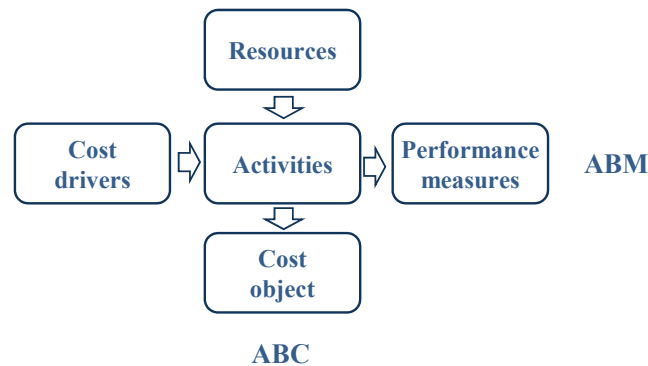 Resources
Cost
drivers
Activities
Performance
measures
ABM
Cost
object
ABC